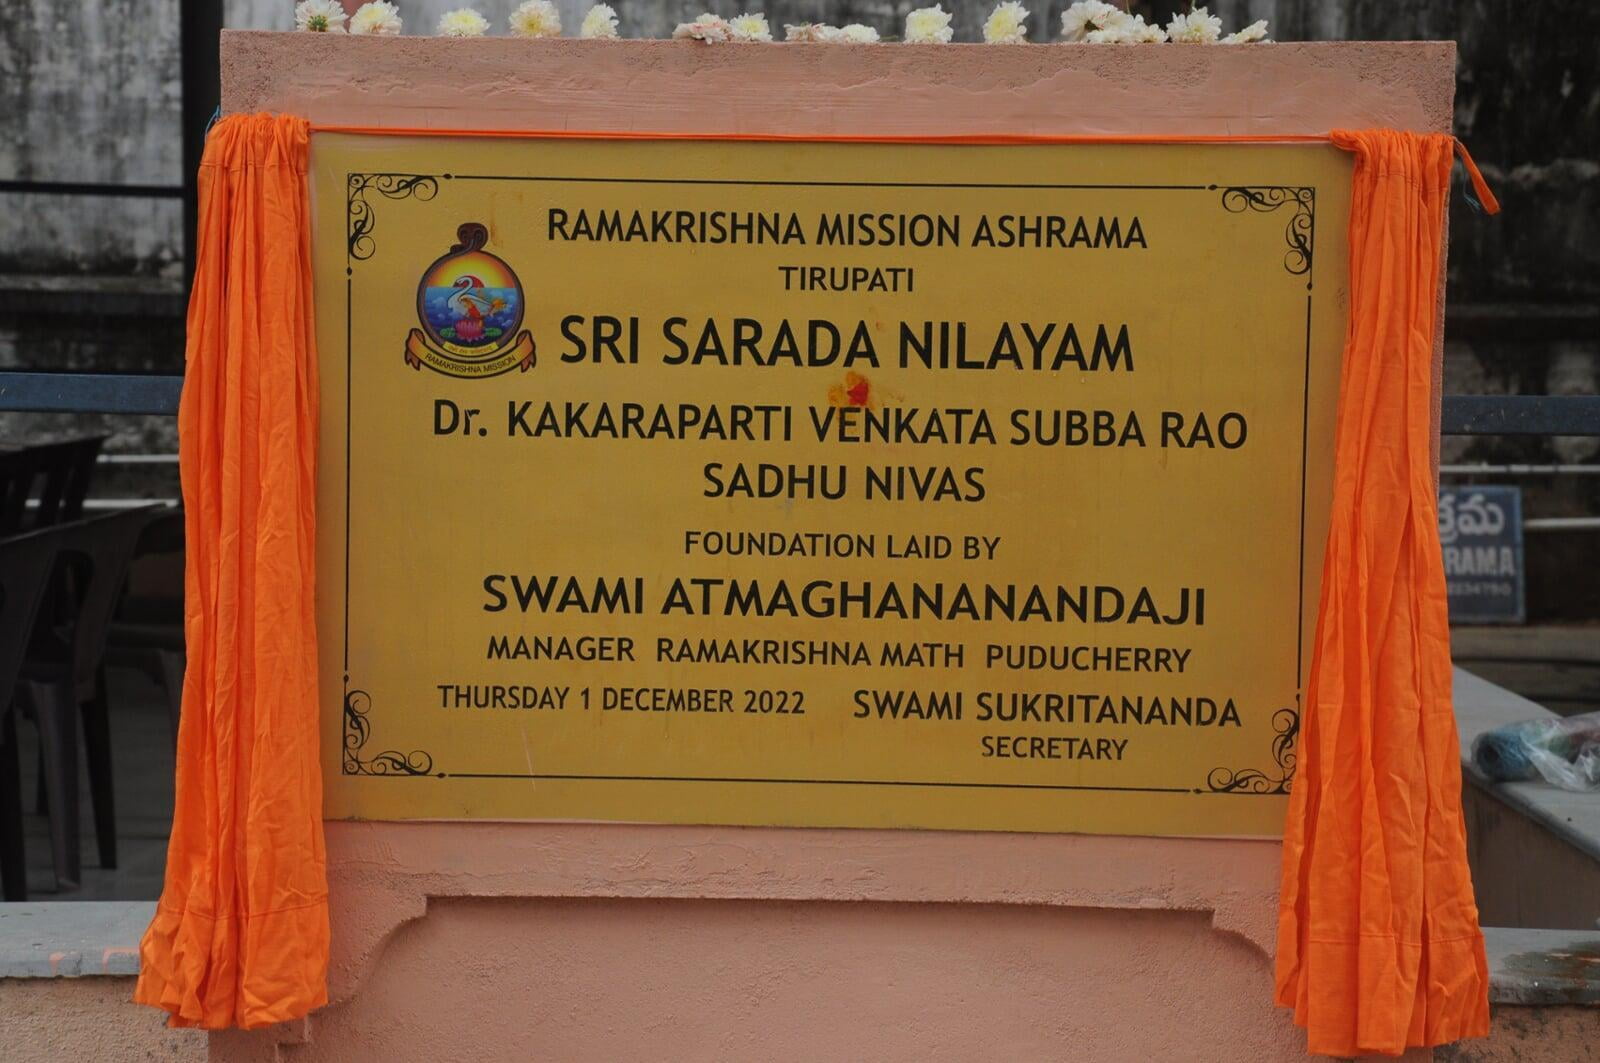 RAMAKRISHNA MISSION ASHRAMA
TIRUPATI
RAMAKRISHNA MISSION
SRI SARADA NILAYAM
Dr. KAKARAPARTI VENKATA SUBBA RAO
SADHU NIVAS
FOUNDATION LAID BY
SWAMI ATMAGHANANANDAJI
MANAGER RAMAKRISHNA MATH PUDUCHERRY
THURSDAY 1 DECEMBER 2022 SWAMI SUKRITANANDA
SECRETARY